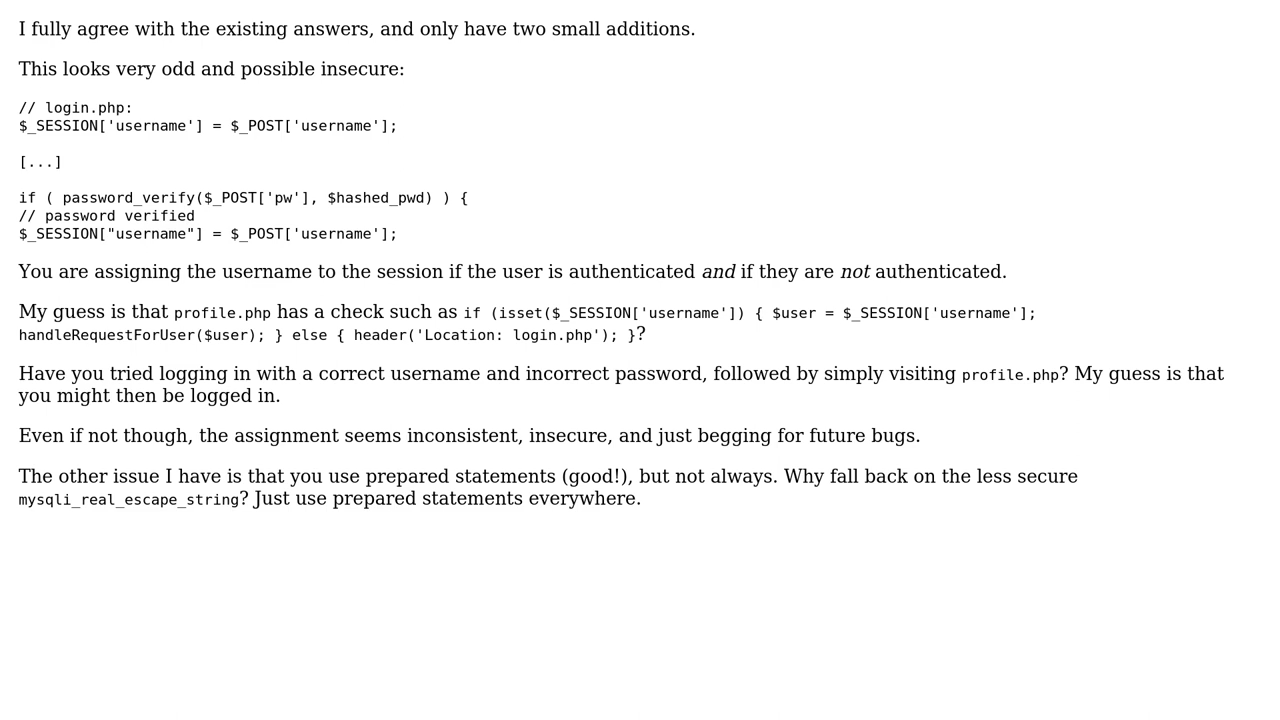 I fully agree with the existing answers, and only have two small additions.
This looks very odd and possible insecure:
// login.php:
$_SESSION['username'] = $_POST['username'];
[...]
if ( password_verify($_POST['pw'], $hashed_pwd) ) {
// password verified
$_SESSION["username"] = $_POST['username'];
You are assigning the username to the session if the user is authenticated and if they are not authenticated.
My guess is that profile.php has a check such as if (isset($_SESSION['username']) { $user = $_SESSION['username'];
handleRequestForUser($user); } else { header('Location: login.php'); }?
Have you tried logging in with a correct username and incorrect password, followed by simply visiting profile.php? My guess is that
you might then be logged in.
Even if not though, the assignment seems inconsistent, insecure, and just begging for future bugs.
The other issue I have is that you use prepared statements (good!), but not always. Why fall back on the less secure
mysqli_real_escape_string? Just use prepared statements everywhere.